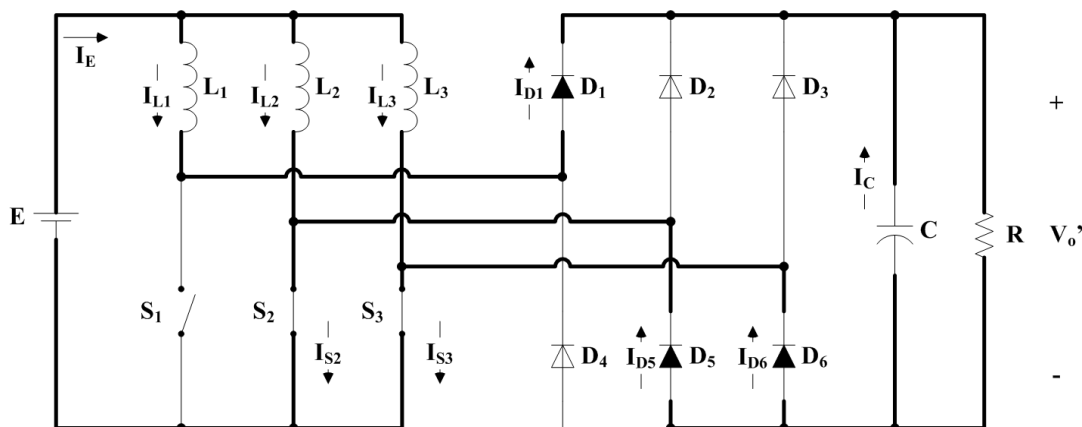 I_E
I_L1
L_1
I_L2
L_2
I_L3
L_3
I_D1
D_1
D_2
D_3
+
I_C
E
C
R
V_o'
S_1
S_2
S_3
I_S2
I_S3
D_4
I_D5
D_5
I_D6
D_6
-